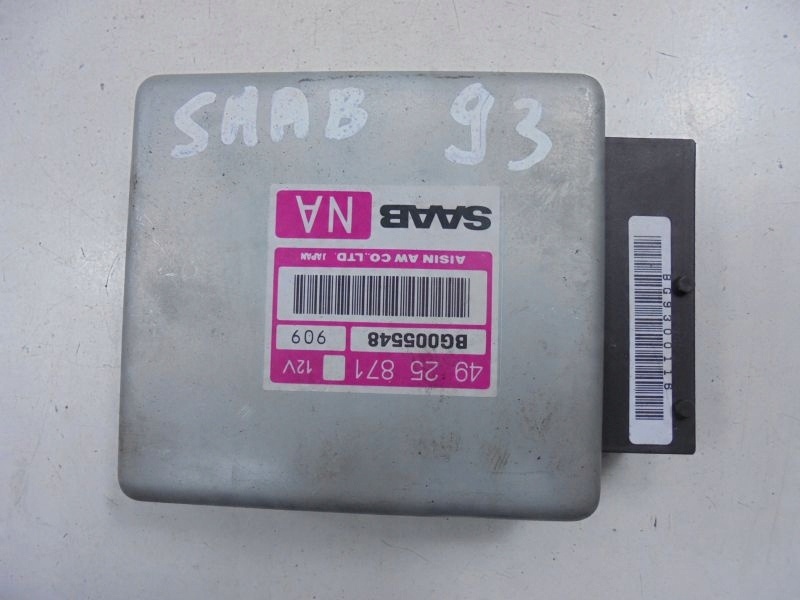 SAAB 93
SAAB NA
AISIN AW CO.,LTD. JAPAN
BG005548 909
49 25 871 12V
BG9300116